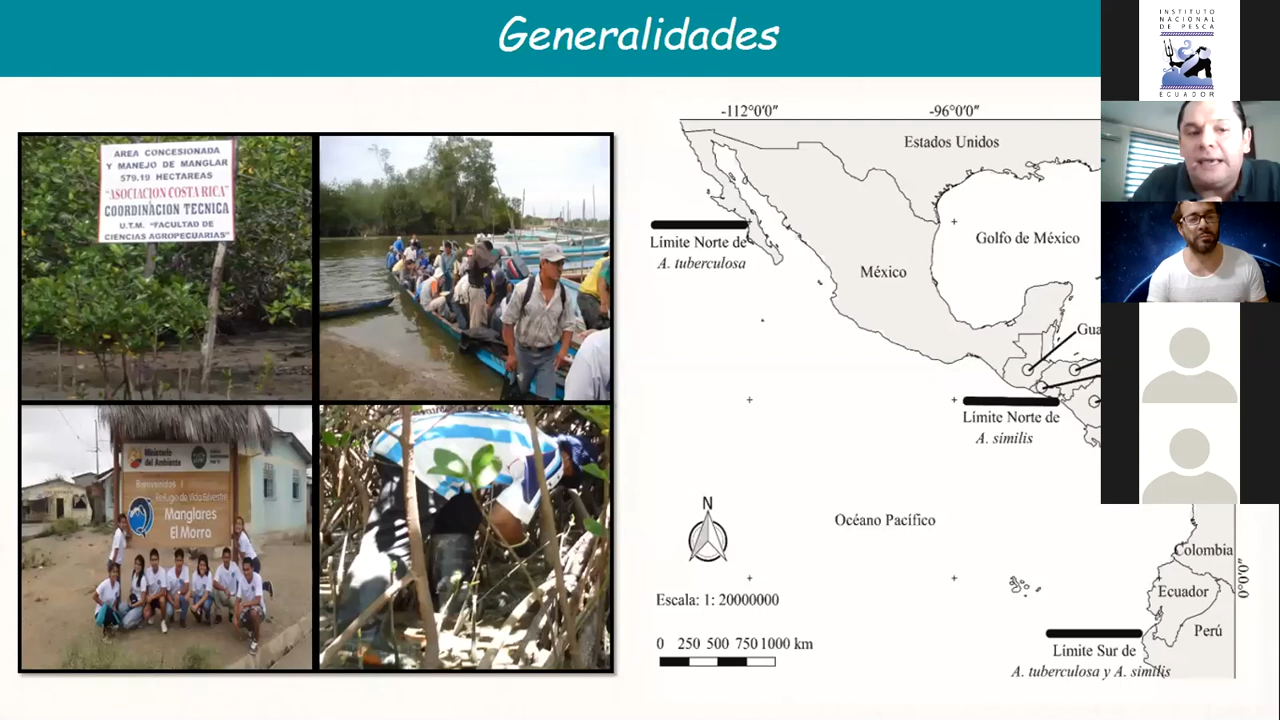 Generalidades
AREA CONCESIONADA
Y MANEJO DE MANGLAR
579.19 HECTAREAS
"ASOCIACION COSTA RICA"
COORDINACION TECNICA
U.T.M. "FACULTAD DE
CIENCIAS AGROPECUARIAS"
Ministerio
del Ambiente
Bienvenidos !
Refugio de Vida Silvestre
Manglares
El Morro
-112°0'0"
-96°0'0"
Estados Unidos
Límite Norte de
A. tuberculosa
Golfo de México
México
Gua
Límite Norte de
A. similis
N
Océano Pacífico
Escala: 1: 20000000
0 250 500 750 1000 km
Colombia
Ecuador
Perú
0°0'0"
Límite Sur de
A. tuberculosa y A. similis
INSTITUTO
NACIONAL
DE PESCA
ECUADOR